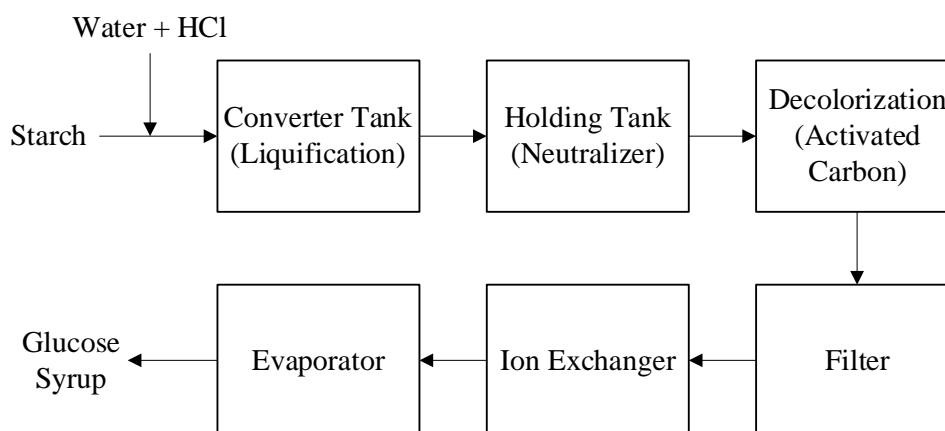 Water + HCl
Starch
Converter Tank
(Liquification)
Holding Tank
(Neutralizer)
Decolorization
(Activated
Carbon)
Glucose
Syrup
Evaporator
Ion Exchanger
Filter